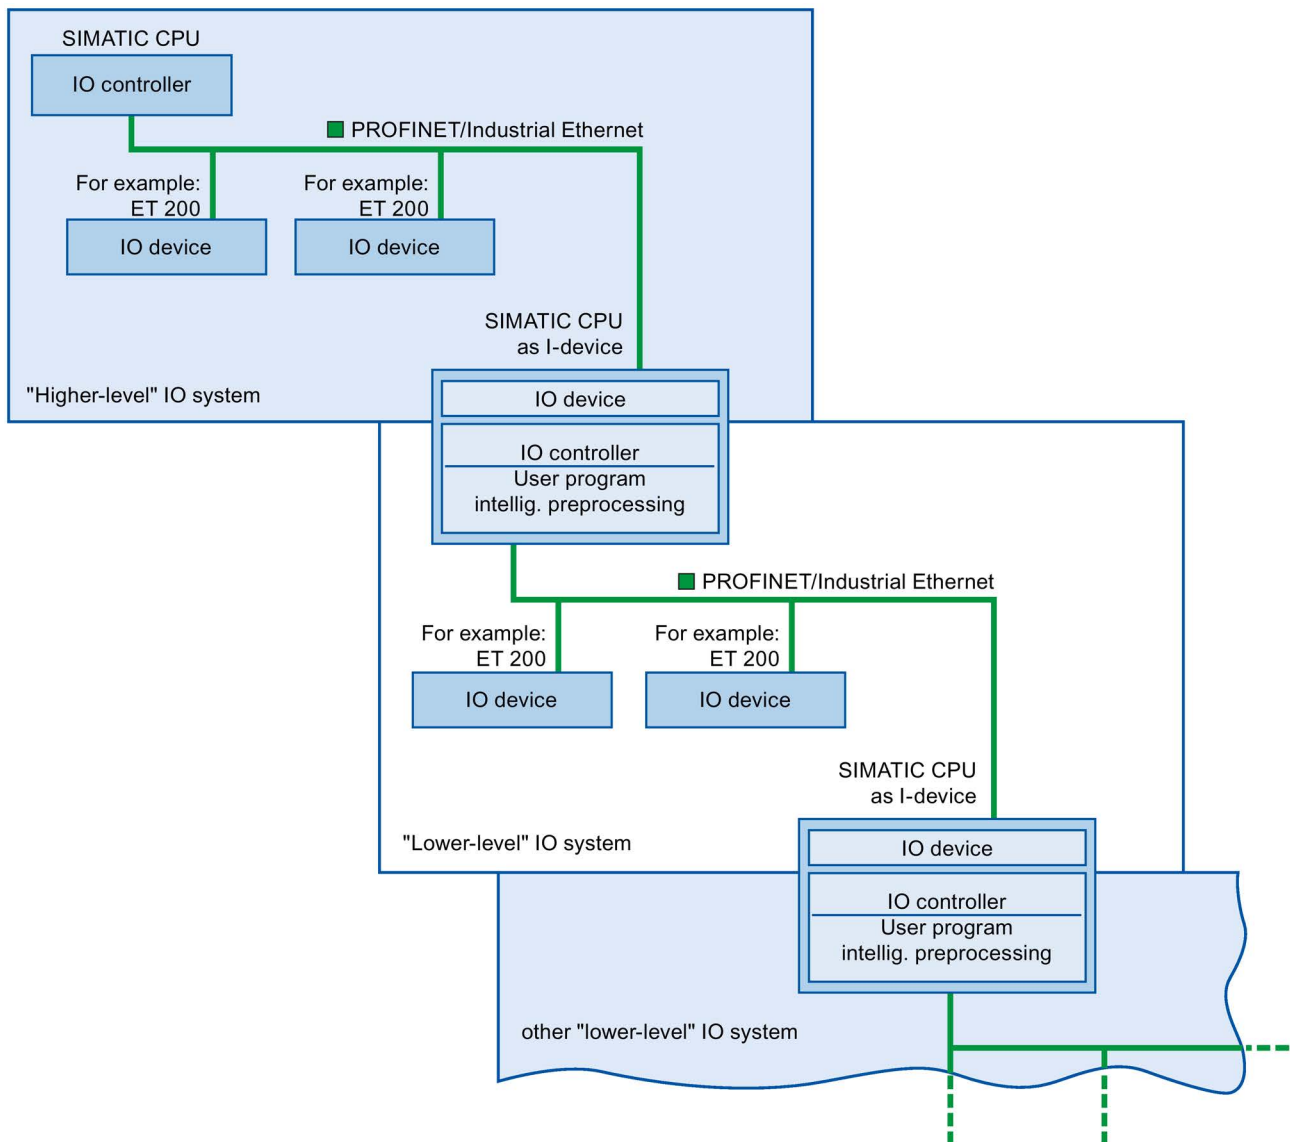 SIMATIC CPU
IO controller
PROFINET/Industrial Ethernet
For example:
ET 200
IO device
For example:
ET 200
IO device
SIMATIC CPU
as I-device
"Higher-level" IO system
IO device
IO controller
User program
intellig. preprocessing
PROFINET/Industrial Ethernet
For example:
ET 200
IO device
For example:
ET 200
IO device
SIMATIC CPU
as I-device
"Lower-level" IO system
IO device
IO controller
User program
intellig. preprocessing
other "lower-level" IO system